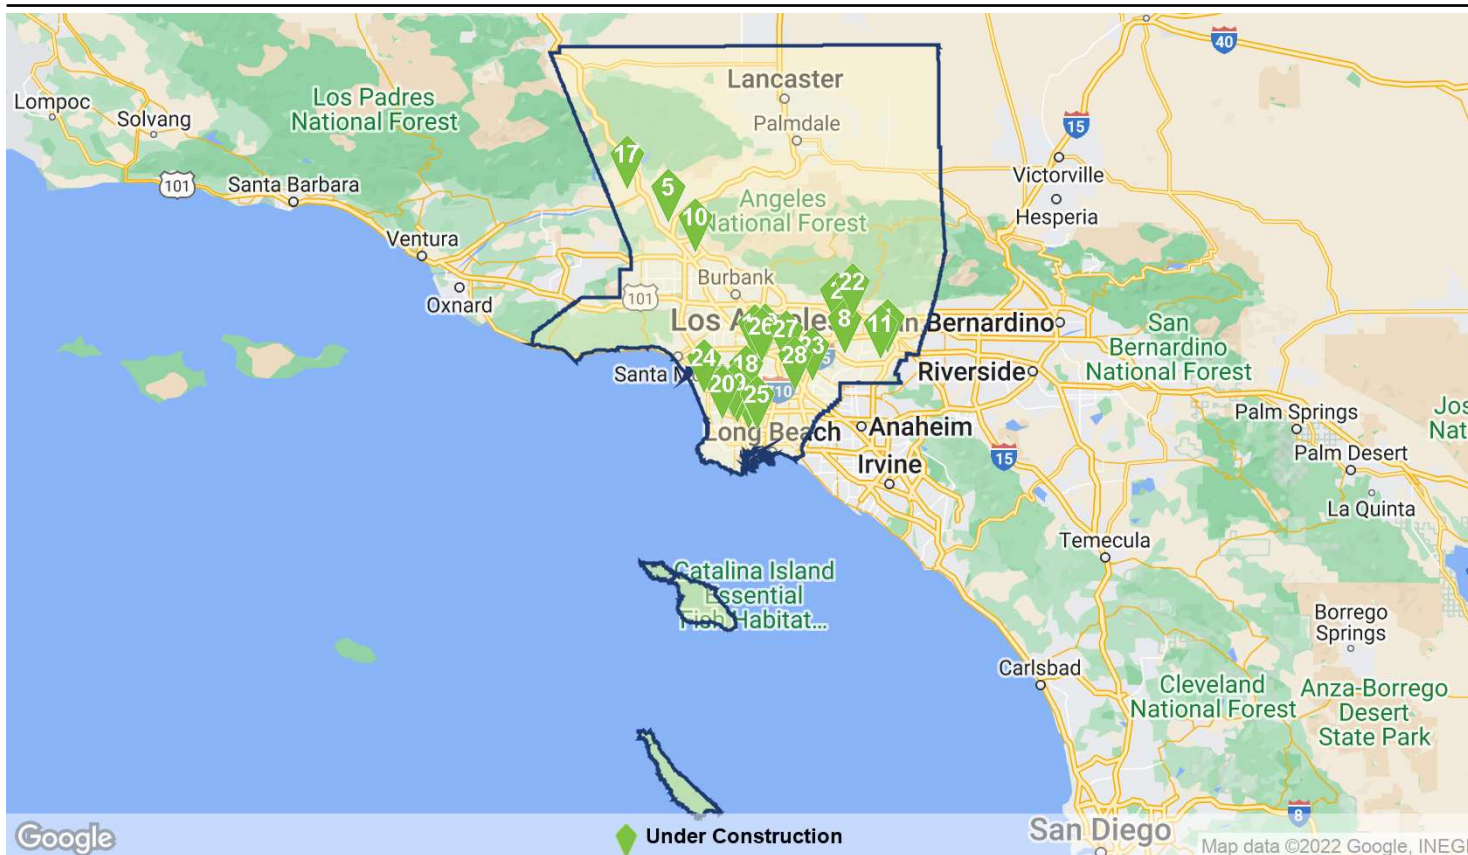 40
Lancaster
Lompoc
Los Padres
National Forest
Palmdale
15
Solvang
17
Victorville
101
Santa Barbara
5
Angeles
National Forest
10
Hesperia
Ventura
Burbank
22
2
101
Oxnard
Los Angeles
26
27
8
11
Bernardino
San
Bernardino
National Forest
23
24
28
18
Santa M
Riverside
20
25
10
Palm Springs
Anaheim
Long Beach
15
Palm Desert
Irvine
La Quinta
Temecula
Catalina Island
Essential
Fish Habitat...
Borrego
Springs
Carlsbad
Cleveland
National Forest
Anza-Borrego
Desert
State Park
8
Google
Under Construction
San Diego
Map data ©2022 Google, INEGI